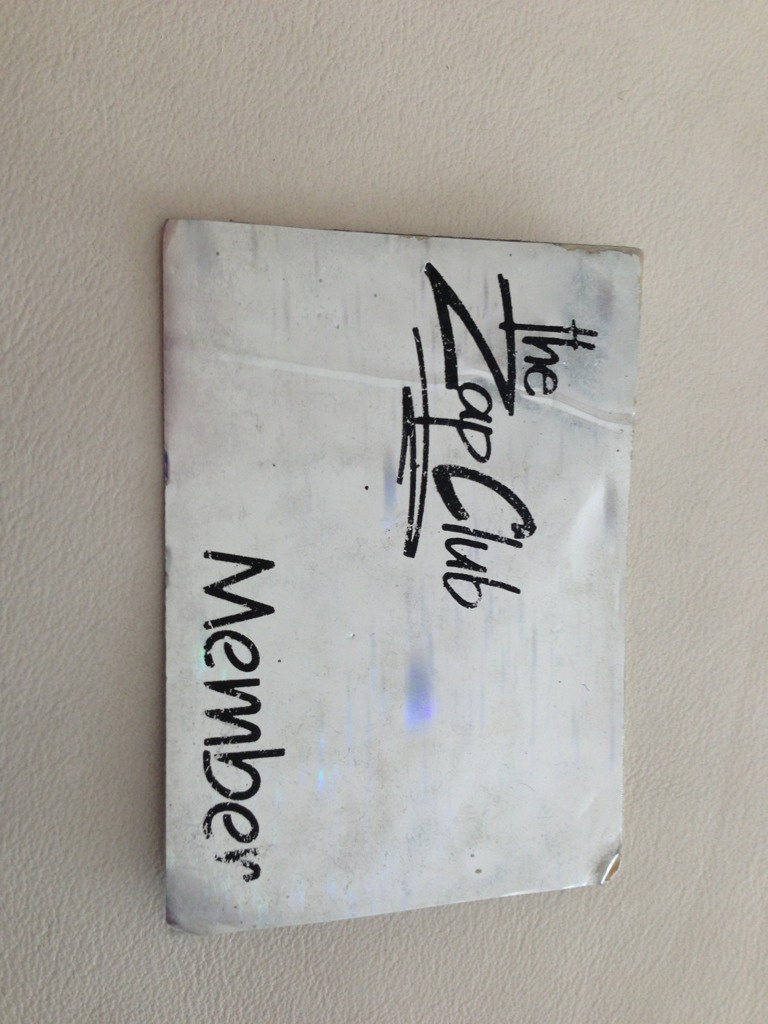 the
Zap Club
Member